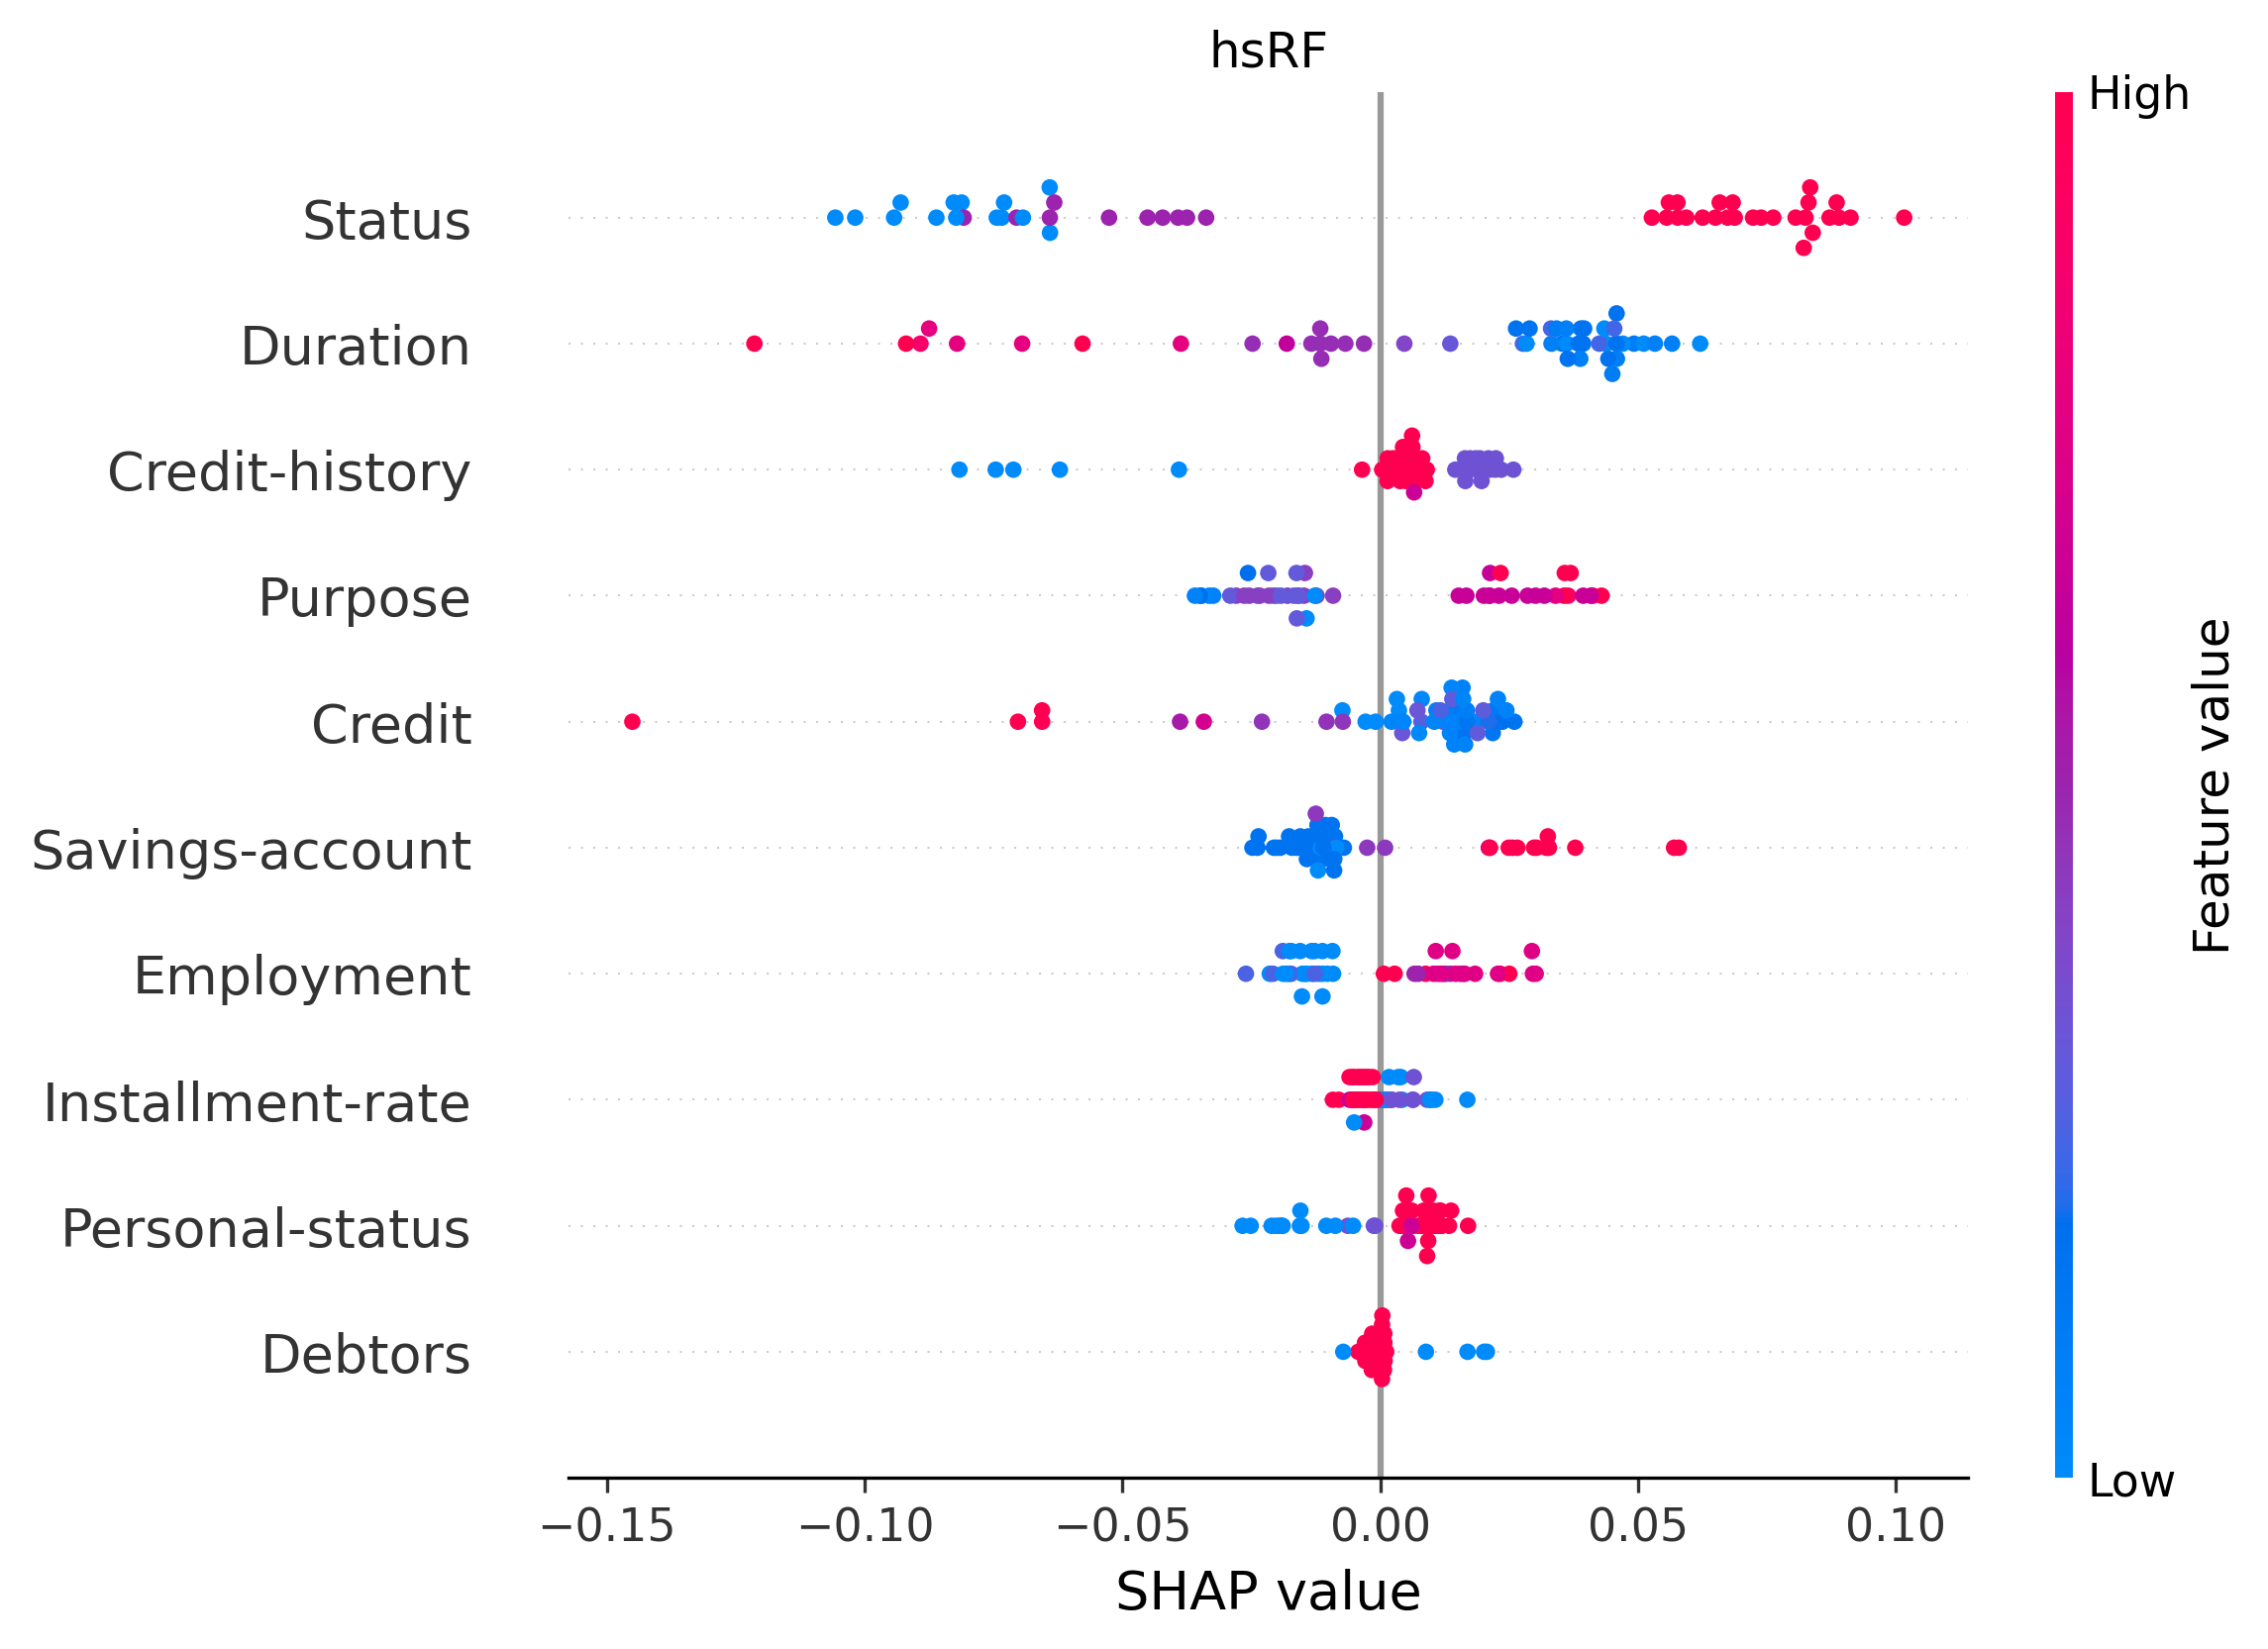 hsRF
High
Status
Duration
Credit-history
Purpose
Credit
Savings-account
Employment
Installment-rate
Personal-status
Debtors
Feature value
Low
−0.15 −0.10 −0.05 0.00 0.05 0.10
SHAP value